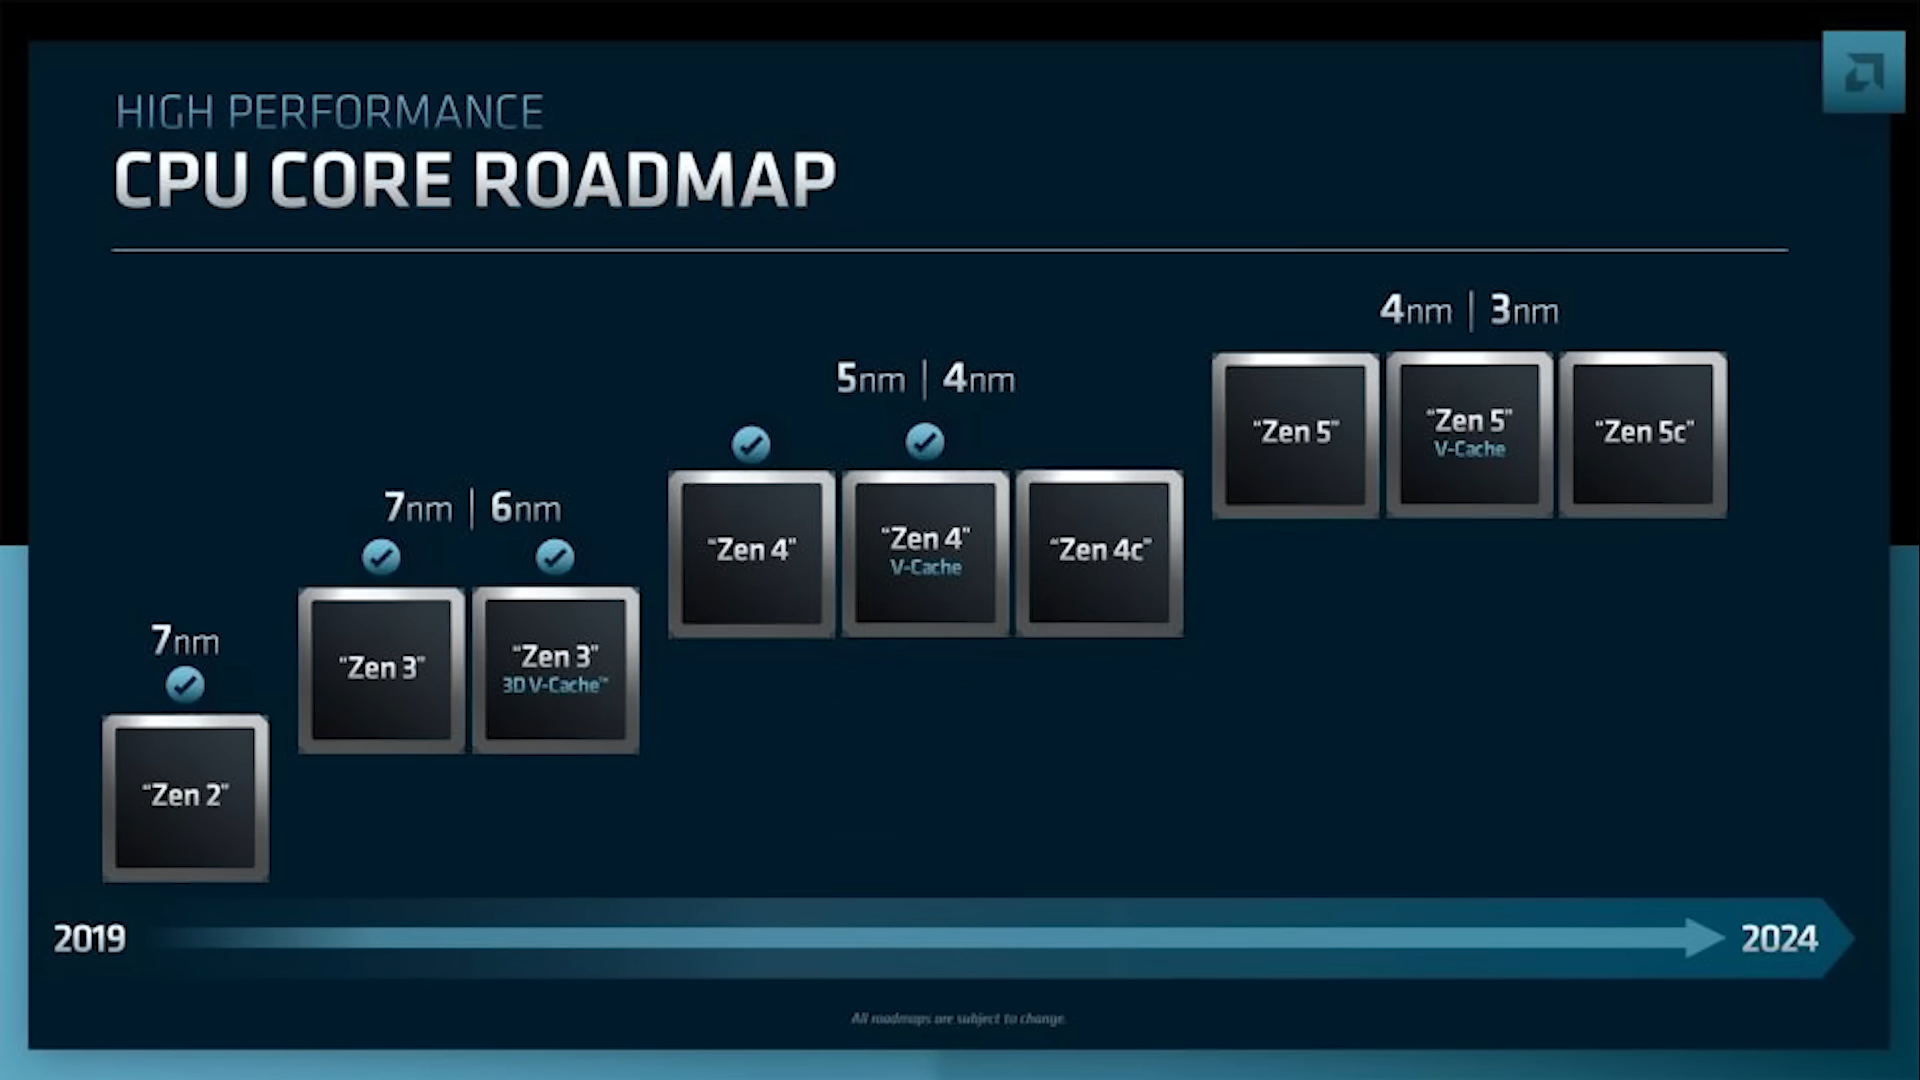 HIGH PERFORMANCE
CPU CORE ROADMAP
7nm
"Zen 2"
7nm | 6nm
"Zen 3"
"Zen 3"
3D V-Cache™
5nm | 4nm
"Zen 4"
"Zen 4"
V-Cache
"Zen 4c"
4nm | 3nm
"Zen 5"
"Zen 5"
V-Cache
"Zen 5c"
2019
2024
All roadmaps are subject to change.